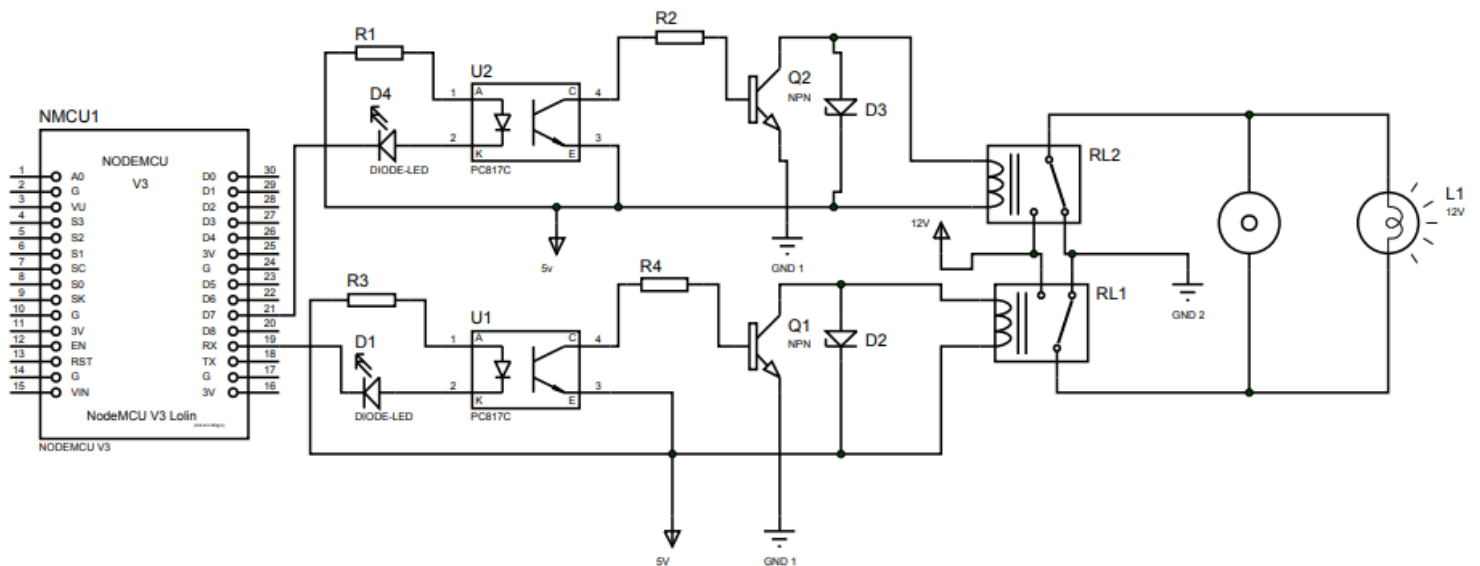 NMCU1
NODEMCU
V3
1 A0
2 G
3 VU
4 S3
5 S2
6 S1
7 SC
8 S0
9 SK
10 G
11 3V
12 EN
13 RST
14 G
15 VIN
D0 30
D1 29
D2 28
D3 27
D4 26
3V 25
G 24
D5 23
D6 22
D7 21
D8 20
RX 19
TX 18
G 17
3V 16
NodeMCU V3 Lolin
NODEMCU V3
R1
D4
DIODE-LED
U2
1 A
2 K
C 4
E 3
PC817C
R2
Q2
NPN
D3
5v
GND 1
RL2
12V
L1
12V
GND 2
R3
D1
DIODE-LED
U1
1 A
2 K
C 4
E 3
PC817C
R4
Q1
NPN
D2
RL1
5V
GND 1